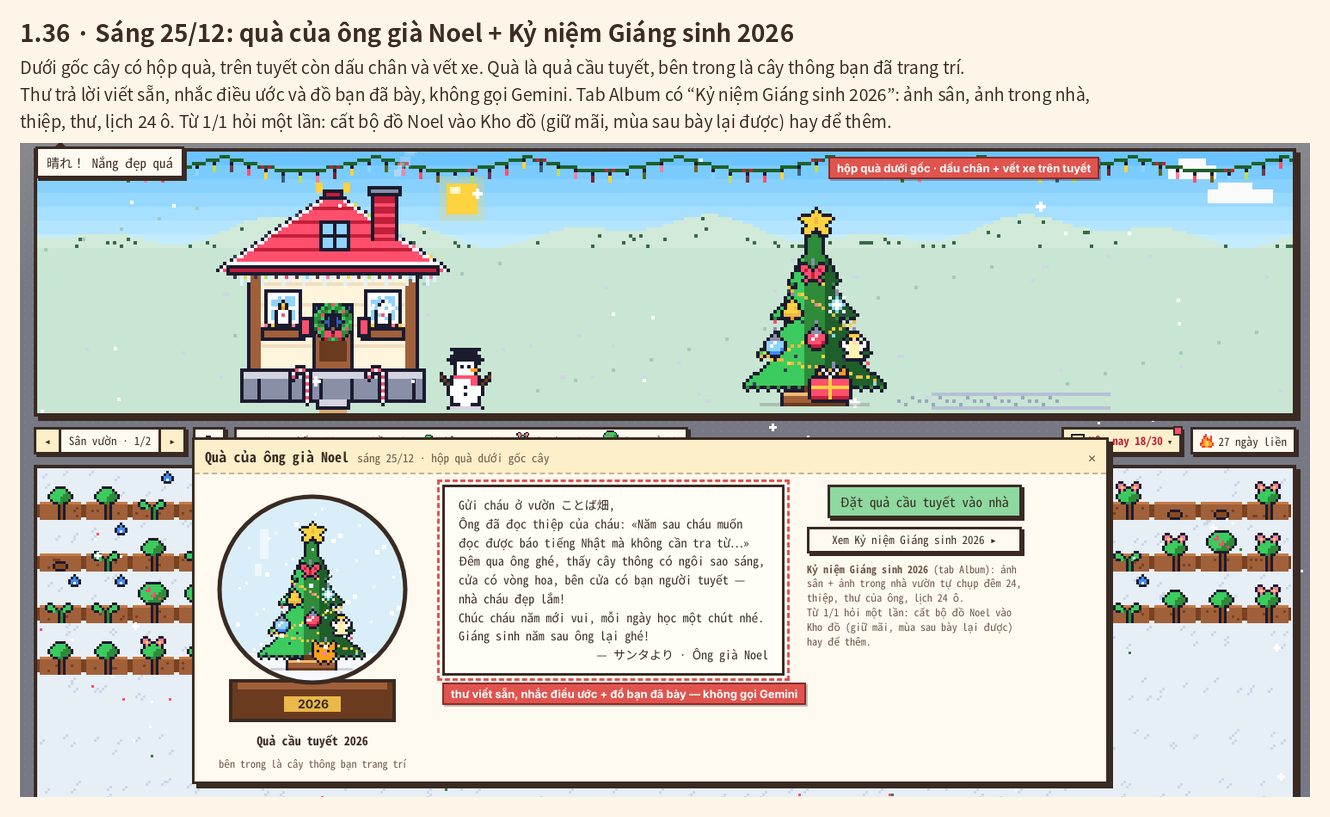 1.36 · Sáng 25/12: quà của ông già Noel + Kỷ niệm Giáng sinh 2026
Dưới gốc cây có hộp quà, trên tuyết còn dấu chân và vết xe. Quà là quả cầu tuyết, bên trong là cây thông bạn đã trang trí.
Thư trả lời viết sẵn, nhắc điều ước và đồ bạn đã bày, không gọi Gemini. Tab Album có “Kỷ niệm Giáng sinh 2026”: ảnh sân, ảnh trong nhà,
thiệp, thư, lịch 24 ô. Từ 1/1 hỏi một lần: cất bộ đồ Noel vào Kho đồ (giữ mãi, mùa sau bày lại được) hay để thêm.
晴れ！ Nắng đẹp quá
hộp quà dưới gốc · dấu chân + vết xe trên tuyết
◂ Sân vườn · 1/2 ▸
nay 18/30 ▾
27 ngày liền
Quà của ông già Noel sáng 25/12 · hộp quà dưới gốc cây ×
Gửi cháu ở vườn ことば畑,
Ông đã đọc thiệp của cháu: «Năm sau cháu muốn
đọc được báo tiếng Nhật mà không cần tra từ...»
Đêm qua ông ghé, thấy cây thông có ngôi sao sáng,
cửa có vòng hoa, bên cửa có bạn người tuyết —
nhà cháu đẹp lắm!
Chúc cháu năm mới vui, mỗi ngày học một chút nhé.
Giáng sinh năm sau ông lại ghé!
— サンタより · Ông già Noel
thư viết sẵn, nhắc điều ước + đồ bạn đã bày — không gọi Gemini
Đặt quả cầu tuyết vào nhà
Xem Kỷ niệm Giáng sinh 2026 ▸
Kỷ niệm Giáng sinh 2026 (tab Album): ảnh
sân + ảnh trong nhà vườn tự chụp đêm 24,
thiệp, thư của ông, lịch 24 ô.
Từ 1/1 hỏi một lần: cất bộ đồ Noel vào
Kho đồ (giữ mãi, mùa sau bày lại được)
hay để thêm.
2026
Quả cầu tuyết 2026
bên trong là cây thông bạn trang trí